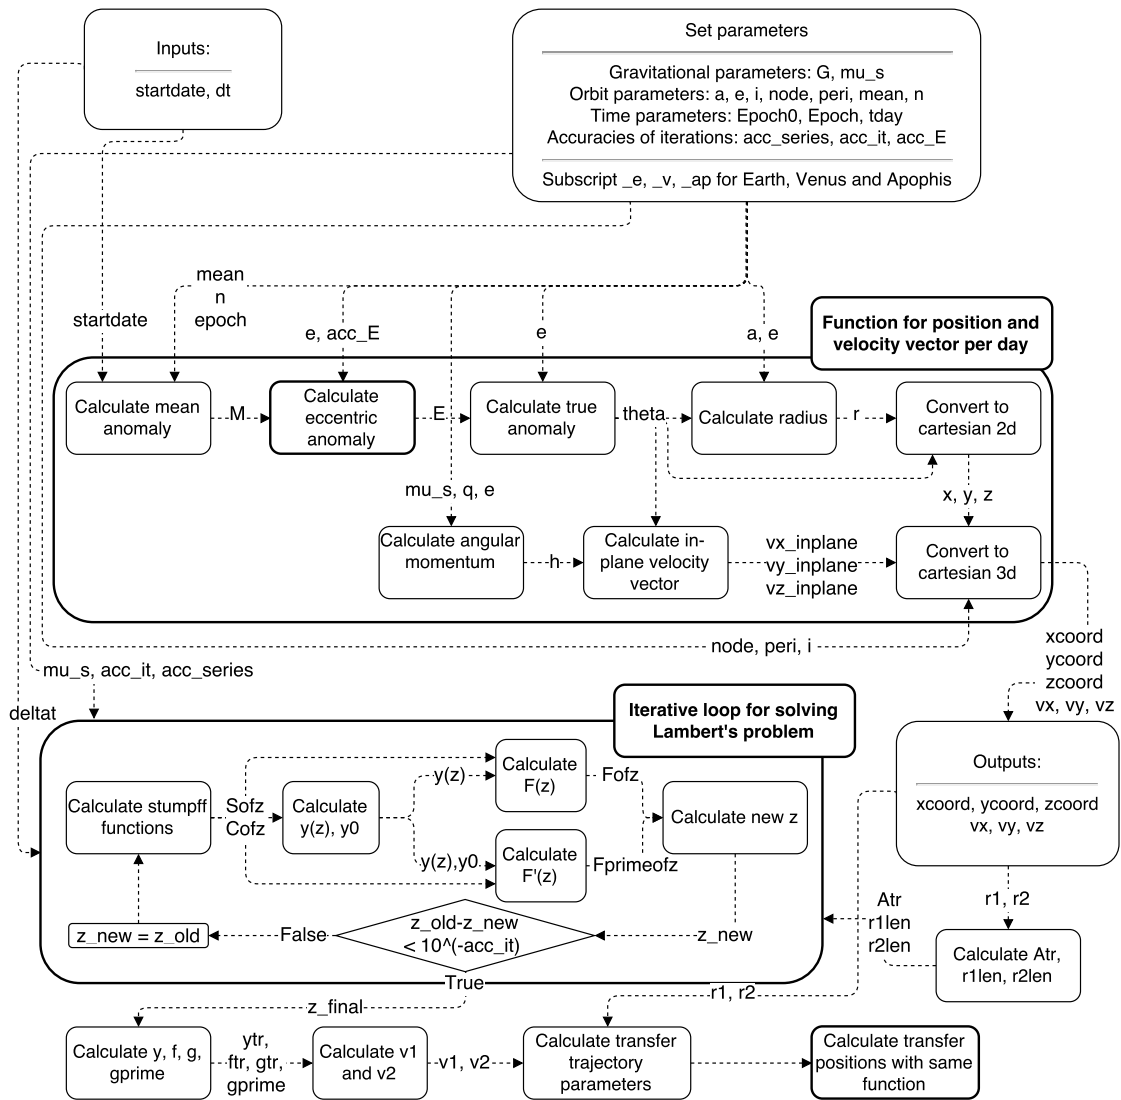 Inputs:
startdate, dt
Set parameters
Gravitational parameters: G, mu_s
Orbit parameters: a, e, i, node, peri, mean, n
Time parameters: Epoch0, Epoch, tday
Accuracies of iterations: acc_series, acc_it, acc_E
Subscript _e, _v, _ap for Earth, Venus and Apophis
mean
n
epoch
startdate
e, acc_E
e
a, e
Function for position and
velocity vector per day
Calculate mean
anomaly
M
Calculate
eccentric
anomaly
E
Calculate true
anomaly
theta
Calculate radius
r
Convert to
cartesian 2d
mu_s, q, e
x, y, z
Calculate angular
momentum
h
Calculate in-
plane velocity
vector
vx_inplane
vy_inplane
vz_inplane
Convert to
cartesian 3d
node, peri, i
xcoord
ycoord
zcoord
vx, vy, vz
mu_s, acc_it, acc_series
deltat
Iterative loop for solving
Lambert's problem
Outputs:
xcoord, ycoord, zcoord
vx, vy, vz
Calculate stumpff
functions
Sofz
Cofz
Calculate
y(z), y0
y(z)
Calculate
F(z)
Fofz
y(z),y0
Calculate
F'(z)
Fprimeofz
Calculate new z
r1, r2
Atr
r1len
r2len
Calculate Atr,
r1len, r2len
z_new = z_old
False
z_old-z_new
< 10^(-acc_it)
z_new
True
z_final
r1, r2
Calculate y, f, g,
gprime
ytr,
ftr, gtr,
gprime
Calculate v1
and v2
v1, v2
Calculate transfer
trajectory
parameters
Calculate transfer
positions with same
function